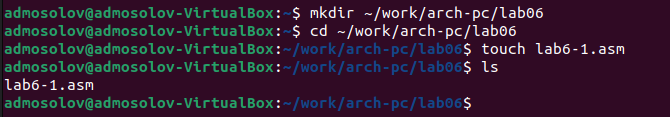 admosolov@admosolov-VirtualBox:~$ mkdir ~/work/arch-pc/lab06
admosolov@admosolov-VirtualBox:~$ cd ~/work/arch-pc/lab06
admosolov@admosolov-VirtualBox:~/work/arch-pc/lab06$ touch lab6-1.asm
admosolov@admosolov-VirtualBox:~/work/arch-pc/lab06$ ls
lab6-1.asm
admosolov@admosolov-VirtualBox:~/work/arch-pc/lab06$